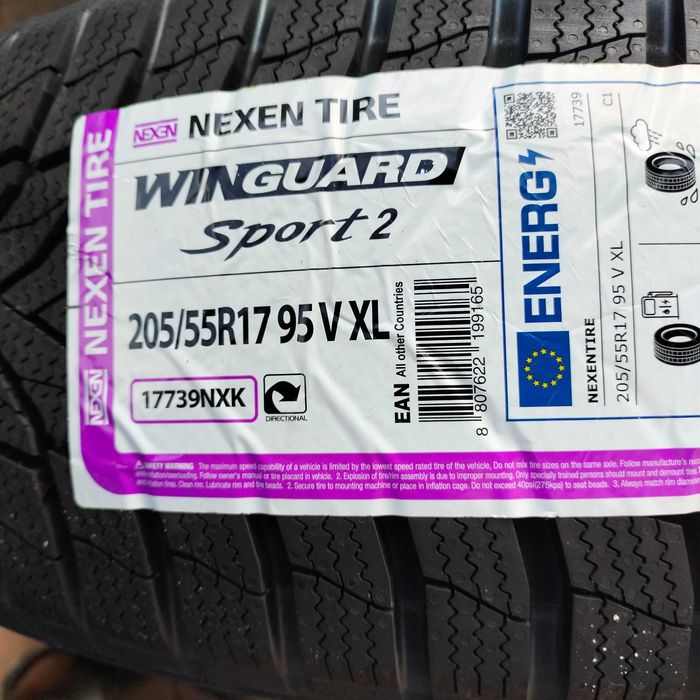 NEXEN TIRE
NEXEN
NEXEN NEXEN TIRE
WINGUARD
Sport 2
205/55R17 95 V XL
17739NXK
DIRECTIONAL
EAN All other Countries
8 807622 199165
ENERG
17739
C1
NEXENTIRE
205/55R17 95 V XL
SAFETY WARNING The maximum speed capability of a vehicle is limited by the lowest speed rated tire of the vehicle, Do not mix tire sizes on the same axle. Follow manufacture's
inflation/overloading. Follow owner's manual or tire placard in vehicle. 2. Explosion of tire/rim assembly is due to improper mounting. Only specially trained persons should mount and demount tires.
and inflation tires. Clean rim. Lubricate rim and tire beads. 2. Secure tire to mounting machine or place in inflation cage. Do not exceed 40psi(275kpa) to seat beads. 3. Always match rim diameter